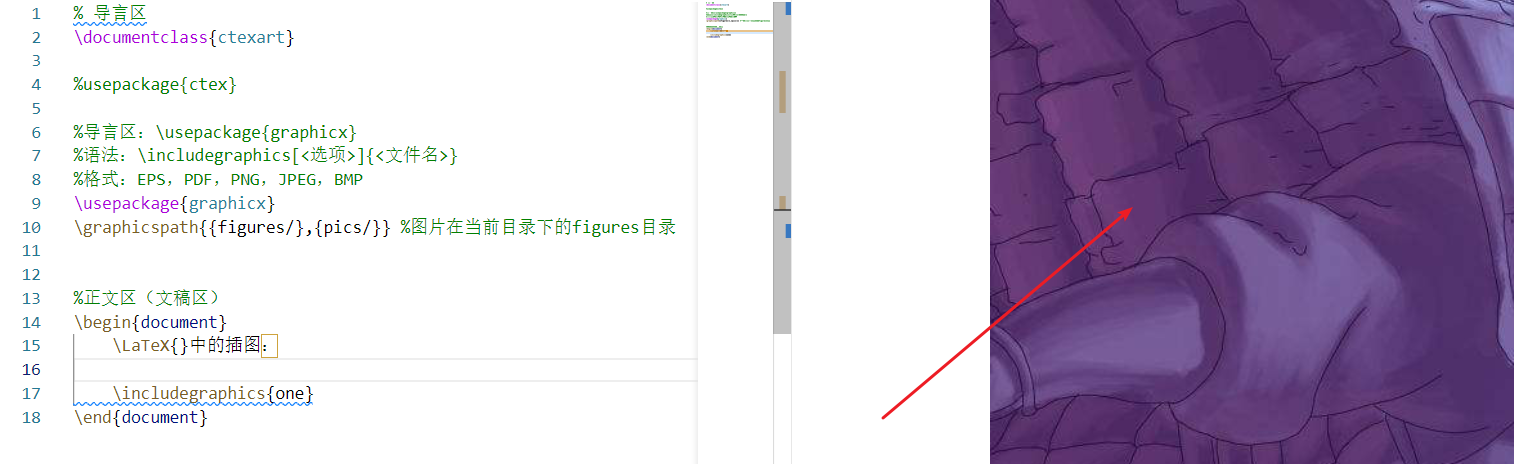 1 % 导言区
2 \documentclass{ctexart}
3
4 %usepackage{ctex}
5
6 %导言区：\usepackage{graphicx}
7 %语法：\includegraphics[<选项>]{<文件名>}
8 %格式：EPS，PDF，PNG，JPEG，BMP
9 \usepackage{graphicx}
10 \graphicspath{{figures/},{pics/}} %图片在当前目录下的figures目录
11
12
13 %正文区（文稿区）
14 \begin{document}
15 \LaTeX{}中的插图：
16
17 \includegraphics{one}
18 \end{document}